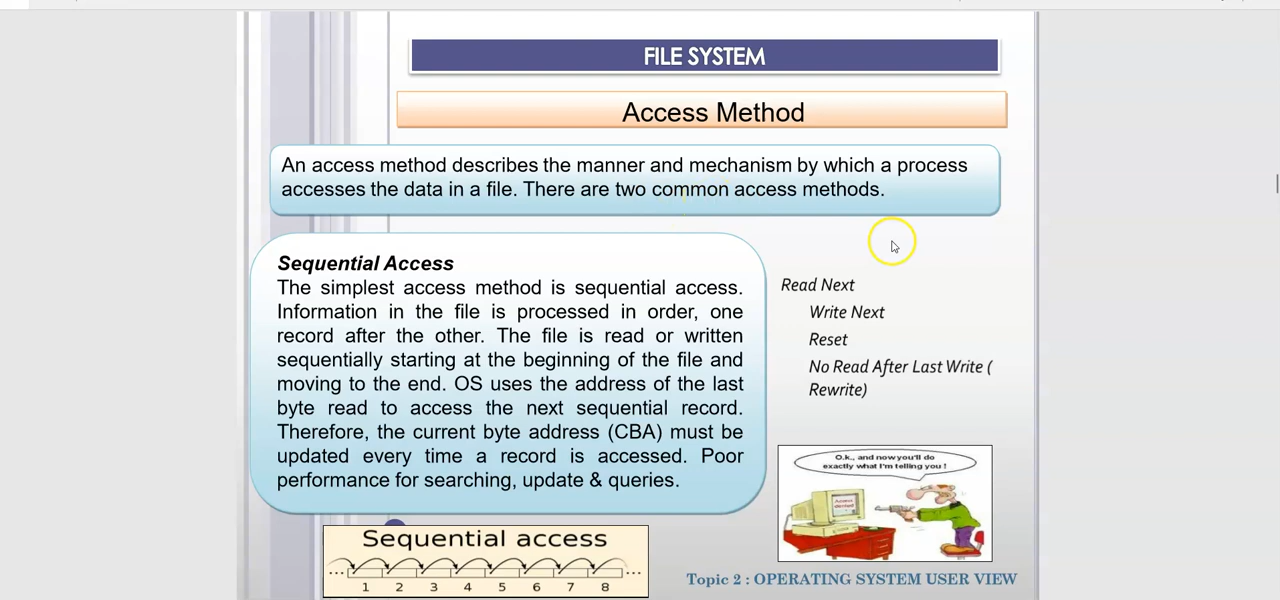 FILE SYSTEM
Access Method
An access method describes the manner and mechanism by which a process
accesses the data in a file. There are two common access methods.
Sequential Access
The simplest access method is sequential access.
Information in the file is processed in order, one
record after the other. The file is read or written
sequentially starting at the beginning of the file and
moving to the end. OS uses the address of the last
byte read to access the next sequential record.
Therefore, the current byte address (CBA) must be
updated every time a record is accessed. Poor
performance for searching, update & queries.
Read Next
Write Next
Reset
No Read After Last Write (
Rewrite)
O.k., and now you'll do
exactly what I'm telling you !
Access
denied
Sequential access
... ...
1 2 3 4 5 6 7 8
Topic 2 : OPERATING SYSTEM USER VIEW